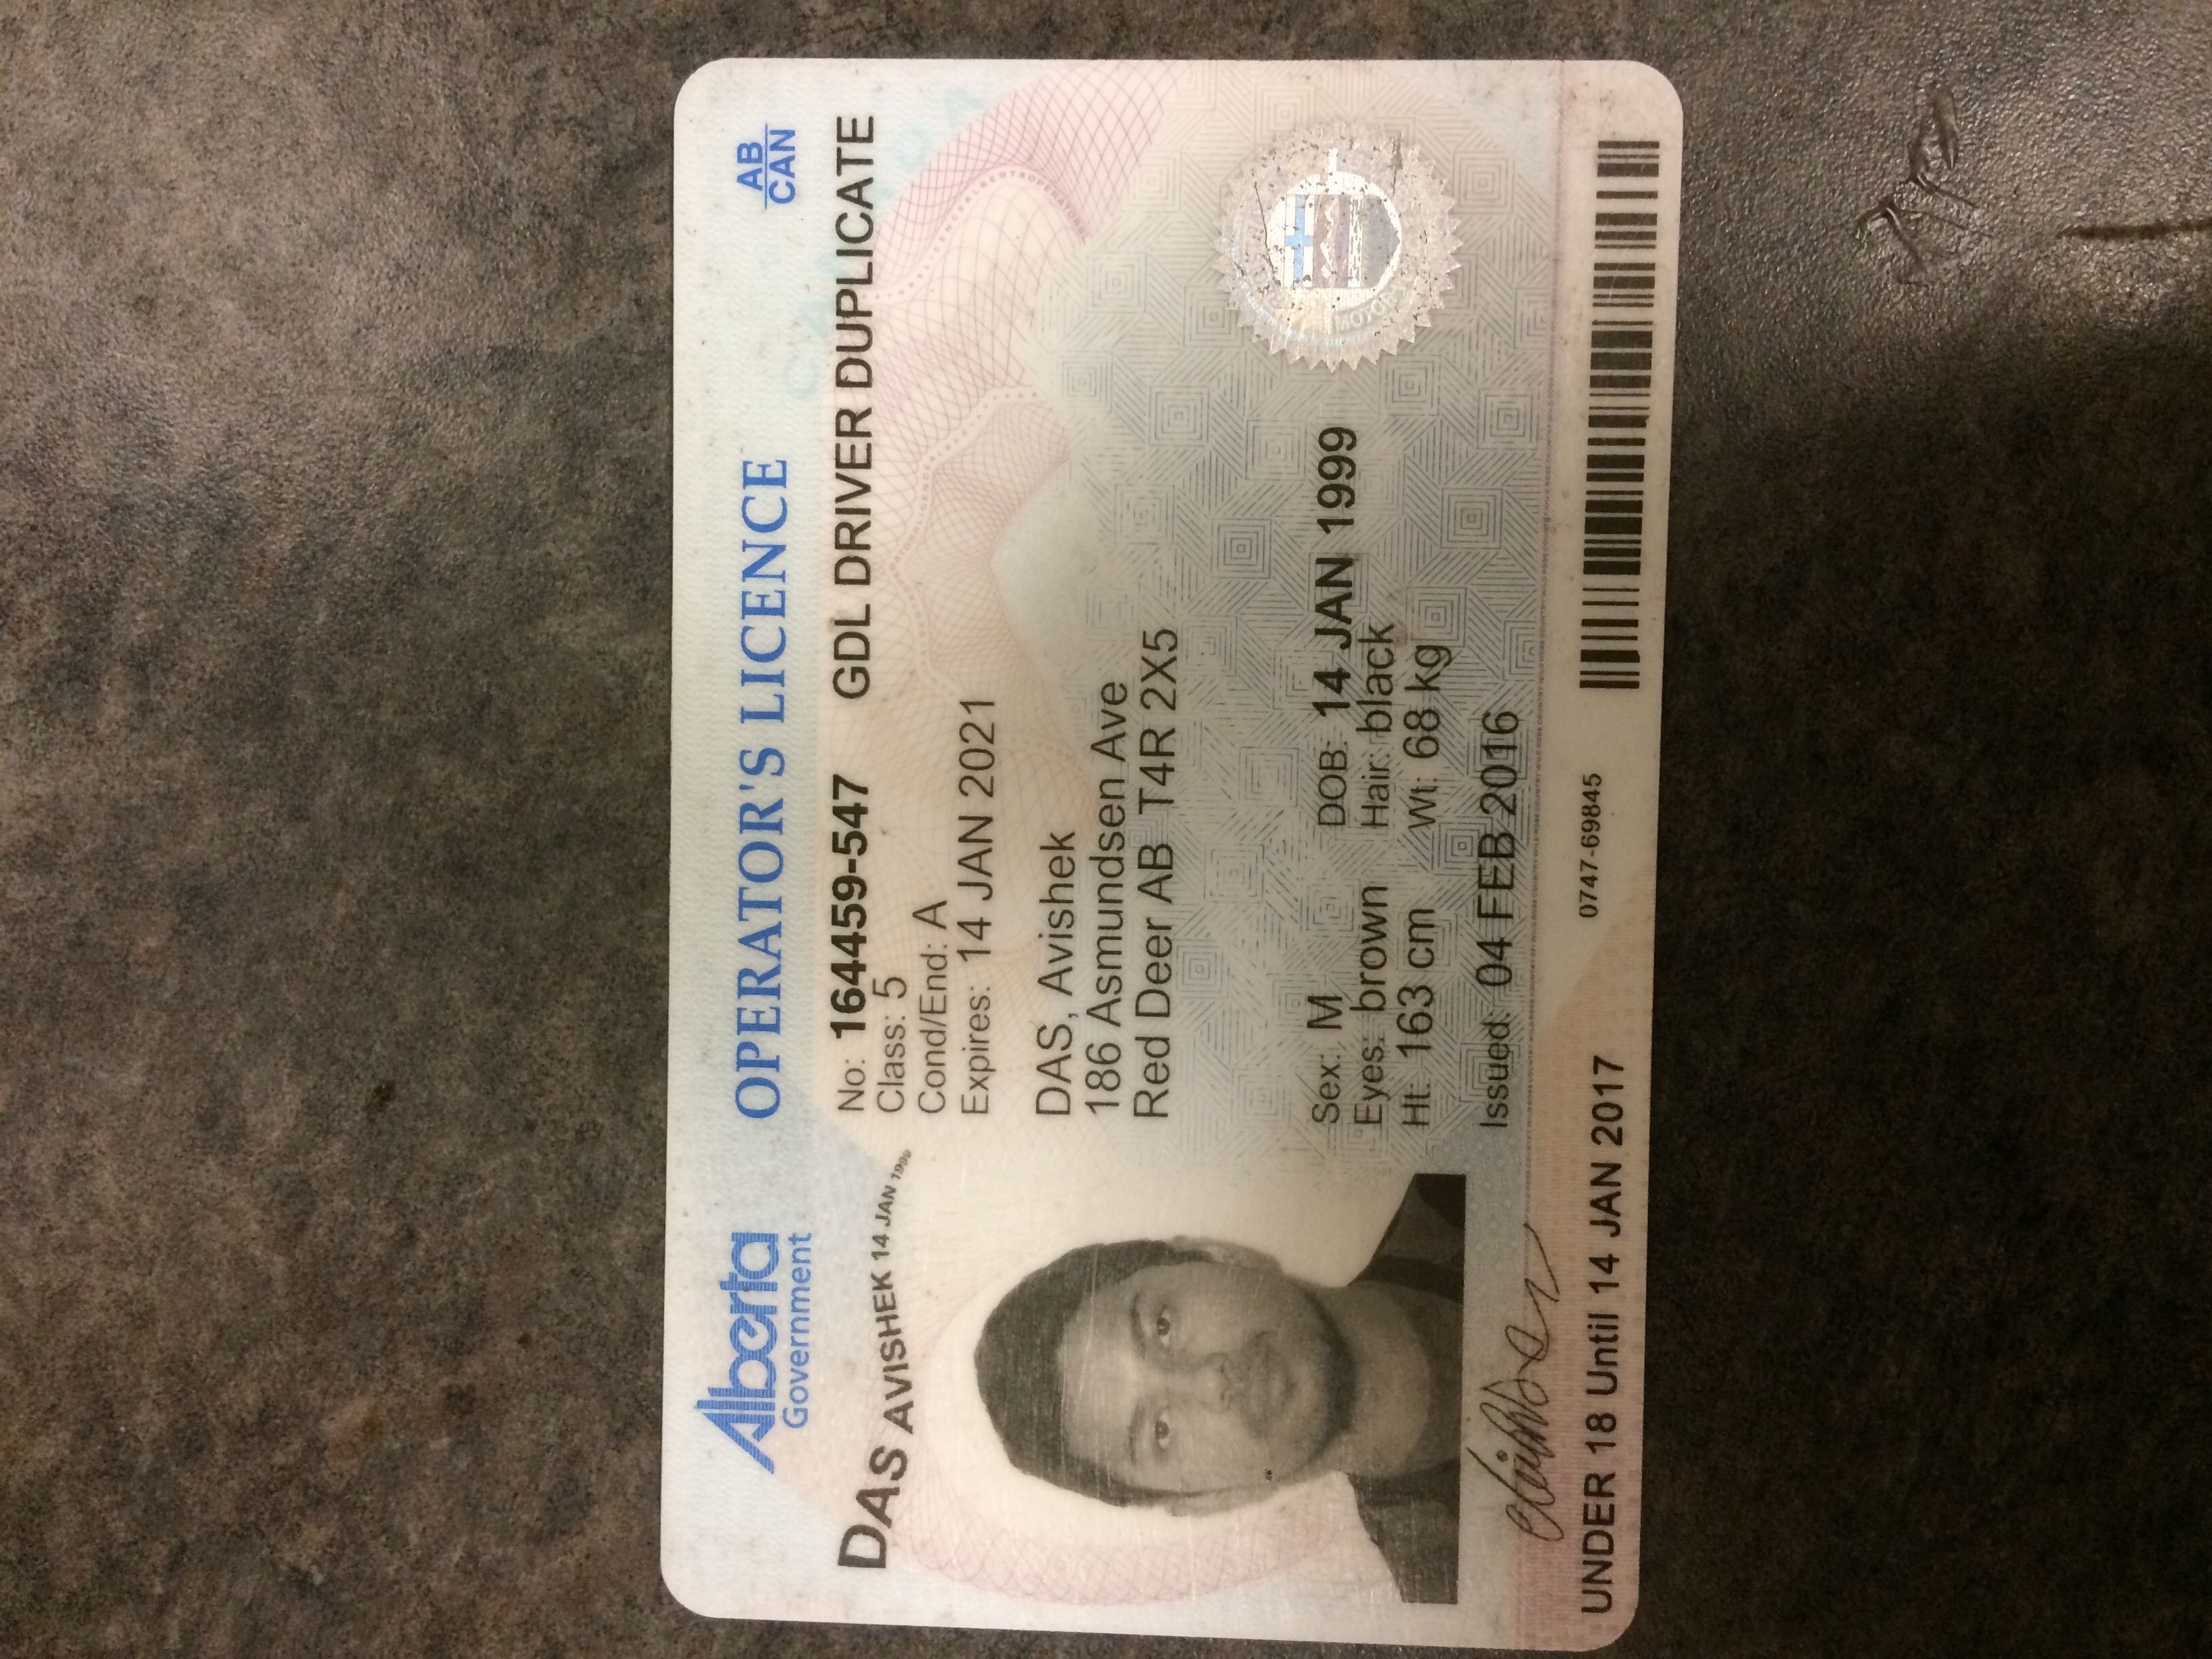 Alberta
Government
OPERATOR'S LICENCE
AB
CAN
DAS AVISHEK 14 JAN 1999
No: 164459-547 GDL DRIVER DUPLICATE
Class: 5
Cond/End: A
Expires: 14 JAN 2021
DAS, Avishek
186 Asmundsen Ave
Red Deer AB T4R 2X5
Sex: M DOB: 14 JAN 1999
Eyes: brown Hair: black
Ht: 163 cm Wt: 68 kg
Issued: 04 FEB 2016
UNDER 18 Until 14 JAN 2017
0747-69845